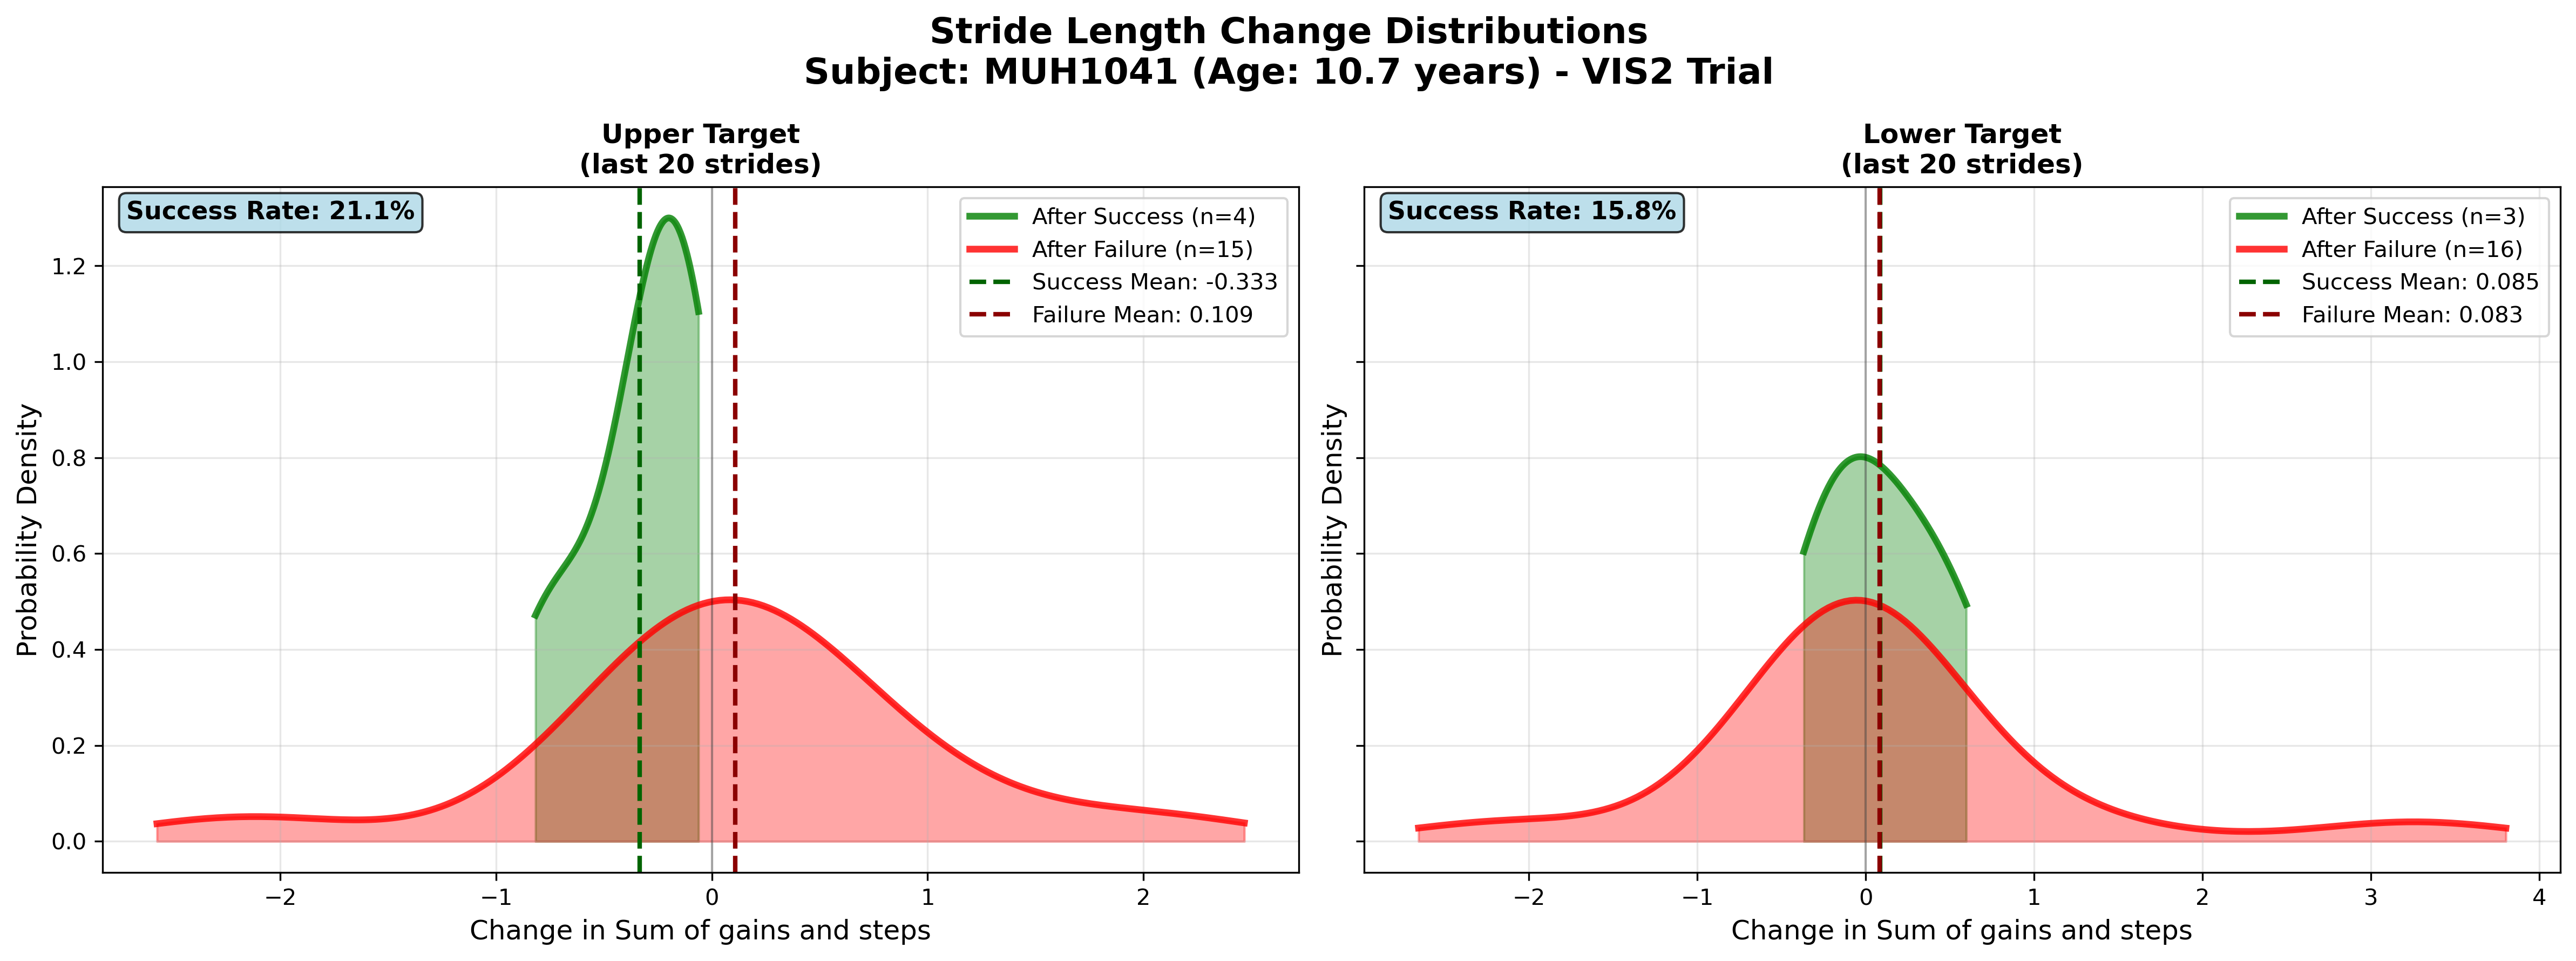 Stride Length Change Distributions
Subject: MUH1041 (Age: 10.7 years) - VIS2 Trial
Upper Target
(last 20 strides)
Success Rate: 21.1%
After Success (n=4)
After Failure (n=15)
Success Mean: -0.333
Failure Mean: 0.109
Probability Density
1.2
1.0
0.8
0.6
0.4
0.2
0.0
−2
−1
0
1
2
Change in Sum of gains and steps
Lower Target
(last 20 strides)
Success Rate: 15.8%
After Success (n=3)
After Failure (n=16)
Success Mean: 0.085
Failure Mean: 0.083
Probability Density
−2
−1
0
1
2
3
4
Change in Sum of gains and steps